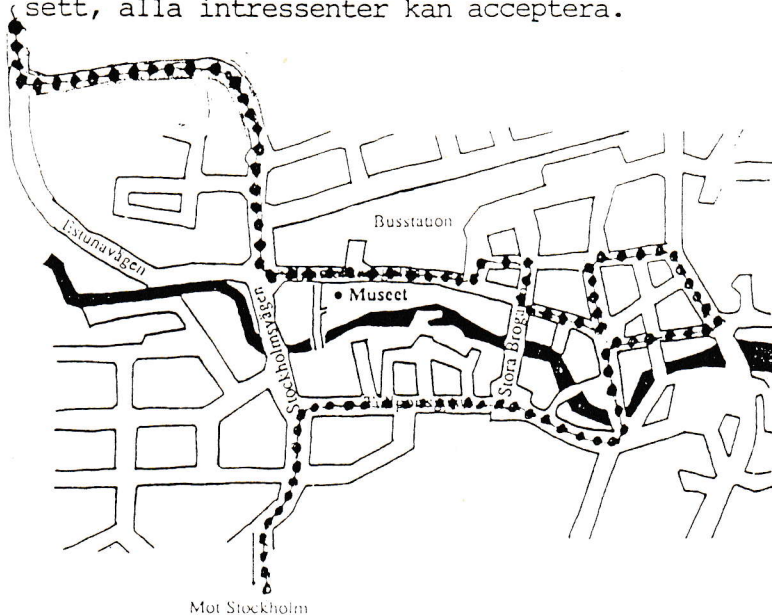 sett, alla intressenter kan acceptera.
Busstation
Estunavägen
Museet
Stockholmsvägen
Stora Brogat
Mot Stockholm